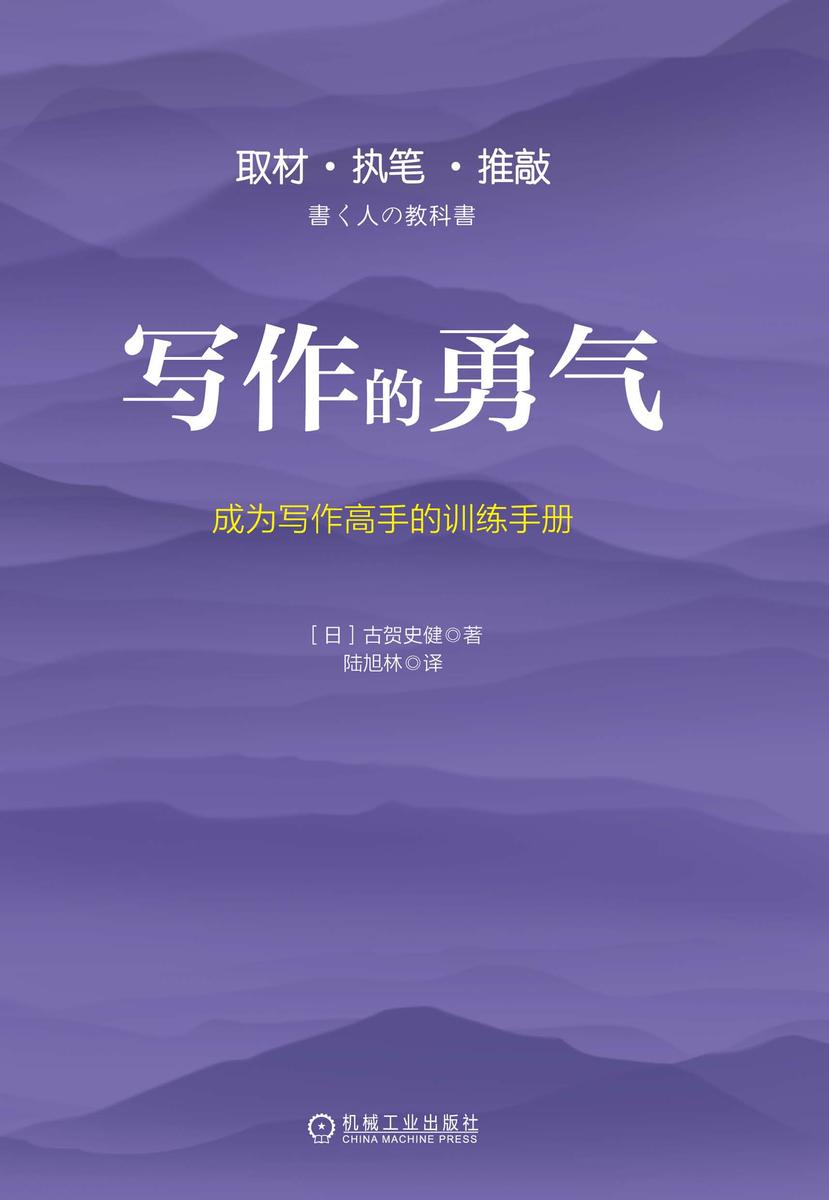 取材·执笔·推敲
書く人の教科書
写作的勇气
成为写作高手的训练手册
[日]古贺史健◎著
陆旭林◎译
机械工业出版社
CHINA MACHINE PRESS